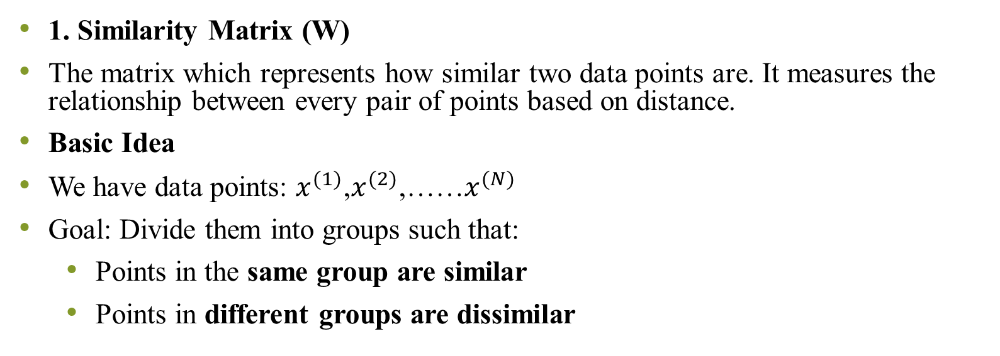 • 1. Similarity Matrix (W)
• The matrix which represents how similar two data points are. It measures the
relationship between every pair of points based on distance.
• Basic Idea
• We have data points: 𝑥⁽¹⁾,𝑥⁽²⁾,……𝑥⁽ᴺ⁾
• Goal: Divide them into groups such that:
• Points in the same group are similar
• Points in different groups are dissimilar